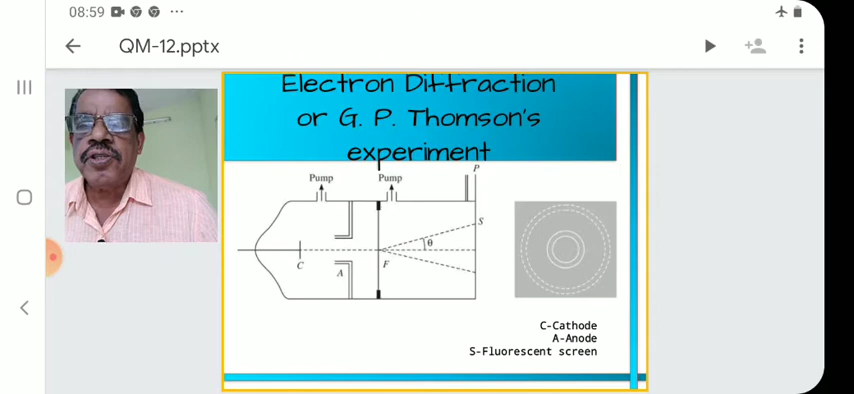 08:59
QM-12.pptx
Electron Diffraction
or G. P. Thomson's
experiment
Pump
Pump
P
S
θ
C
A
F
C-Cathode
A-Anode
S-Fluorescent screen